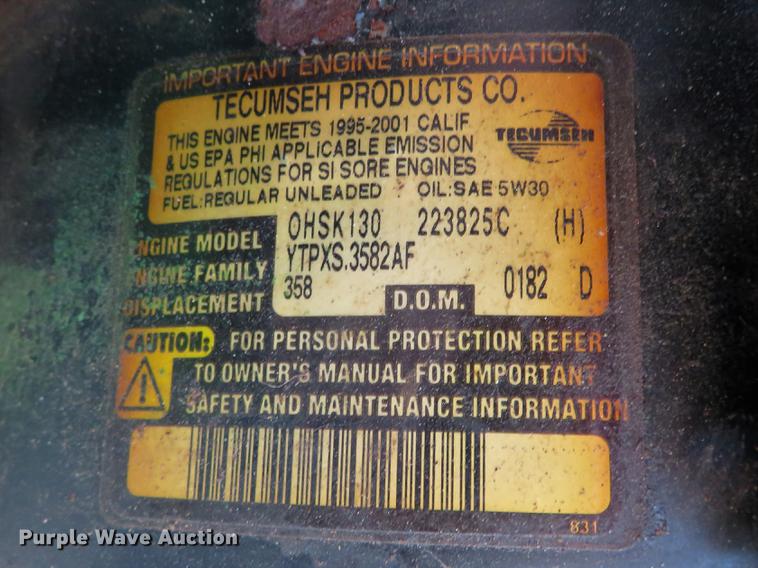 IMPORTANT ENGINE INFORMATION
TECUMSEH PRODUCTS CO.
THIS ENGINE MEETS 1995-2001 CALIF
& US EPA PHI APPLICABLE EMISSION
REGULATIONS FOR SI SORE ENGINES
FUEL:REGULAR UNLEADED OIL:SAE 5W30
TECUMSEH
ENGINE MODEL OHSK130 223825C (H)
ENGINE FAMILY YTPXS.3582AF
DISPLACEMENT 358 D.O.M. 0182 D
CAUTION: FOR PERSONAL PROTECTION REFER
TO OWNER'S MANUAL FOR IMPORTANT
SAFETY AND MAINTENANCE INFORMATION
831
Purple Wave Auction